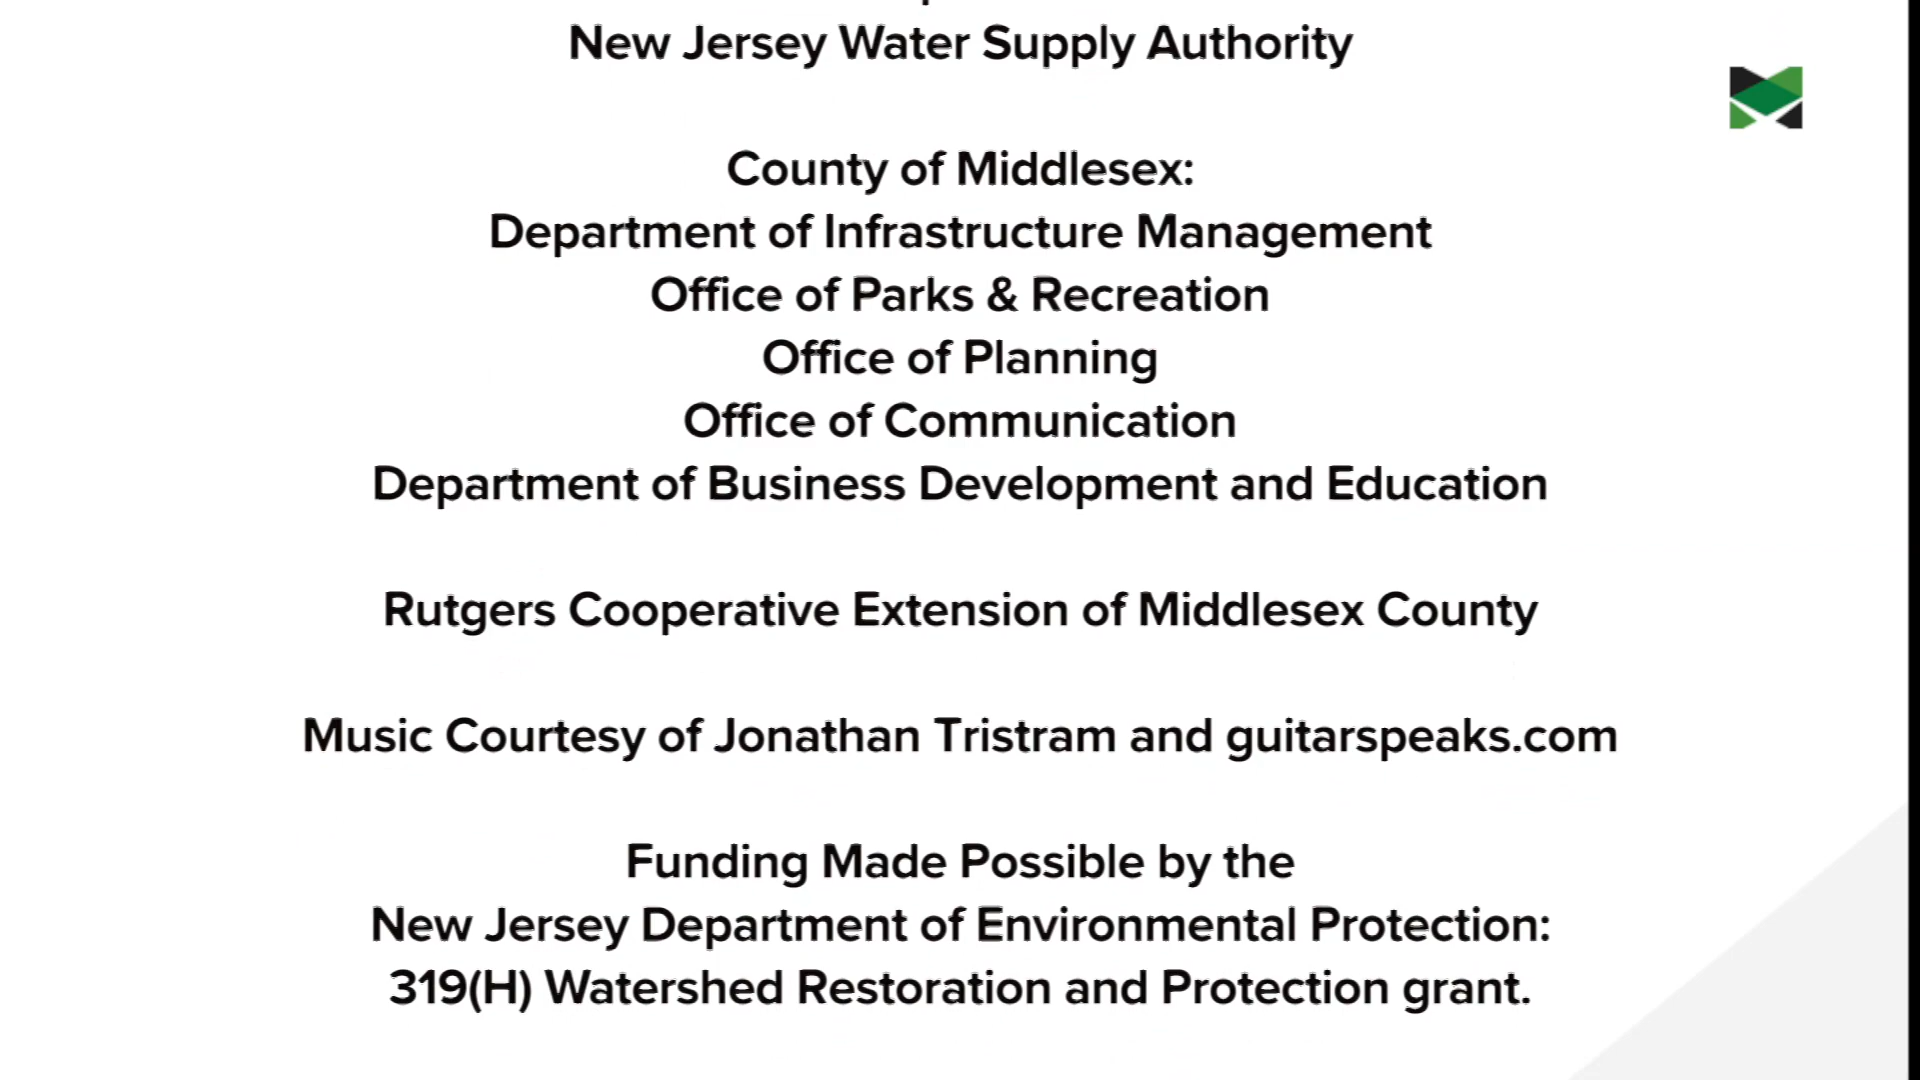 New Jersey Water Supply Authority
County of Middlesex:
Department of Infrastructure Management
Office of Parks & Recreation
Office of Planning
Office of Communication
Department of Business Development and Education
Rutgers Cooperative Extension of Middlesex County
Music Courtesy of Jonathan Tristram and guitarspeaks.com
Funding Made Possible by the
New Jersey Department of Environmental Protection:
319(H) Watershed Restoration and Protection grant.